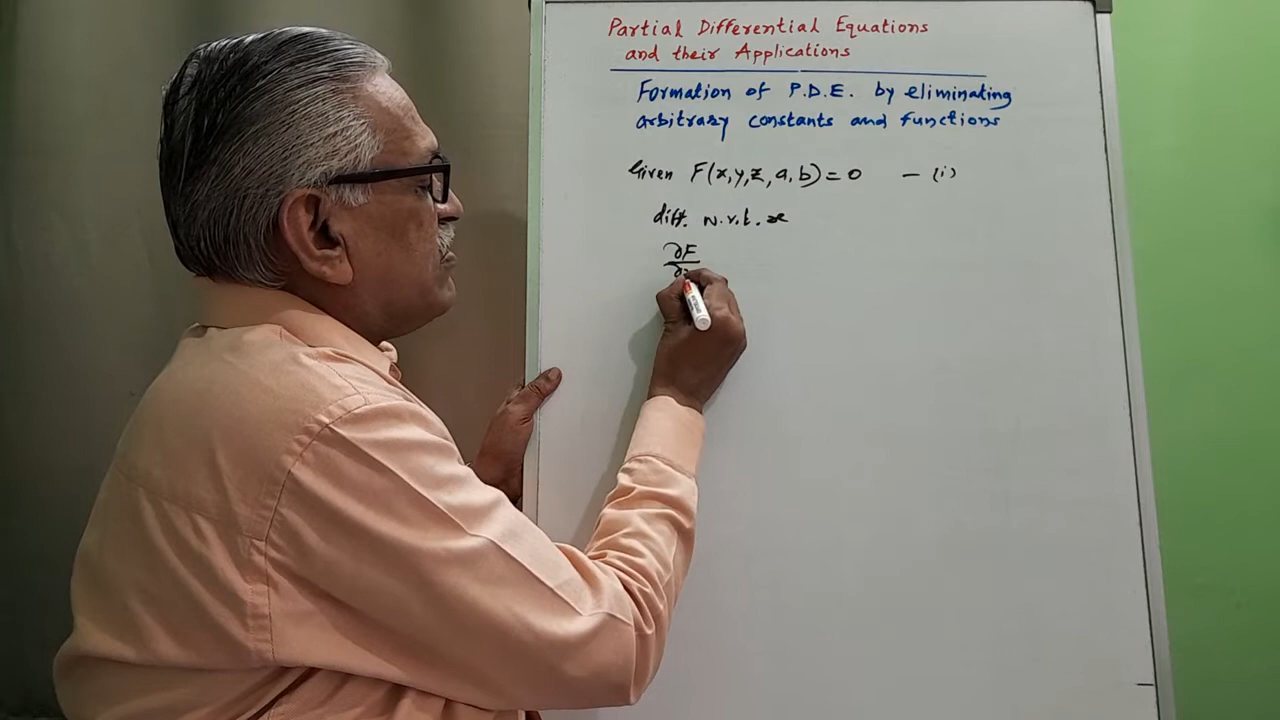 Partial Differential Equations
and their Applications
Formation of P.D.E. by eliminating
arbitrary constants and functions
Given F(x,y,z,a,b)=0 — (i)
diff. w.r.t. x
∂F
∂x